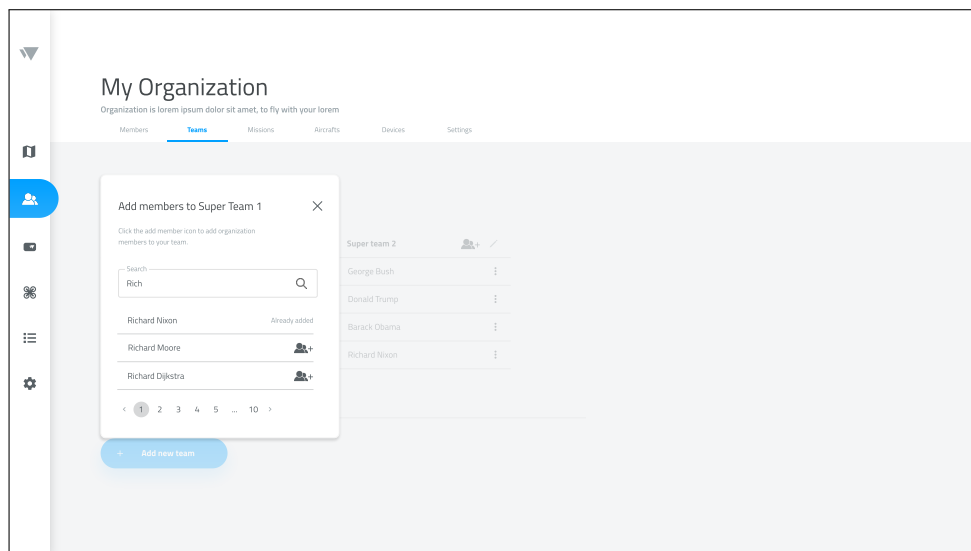 My Organization
Organization is lorem ipsum dolor sit amet, to fly with your lorem
Members Teams Missions Aircrafts Devices Settings
Add members to Super Team 1
Click the add member icon to add organization
members to your team.
Search
Rich
Richard Nixon Already added
Richard Moore
Richard Dijkstra
< 1 2 3 4 5 ... 10 >
Super team 2
George Bush
Donald Trump
Barack Obama
Richard Nixon
+ Add new team